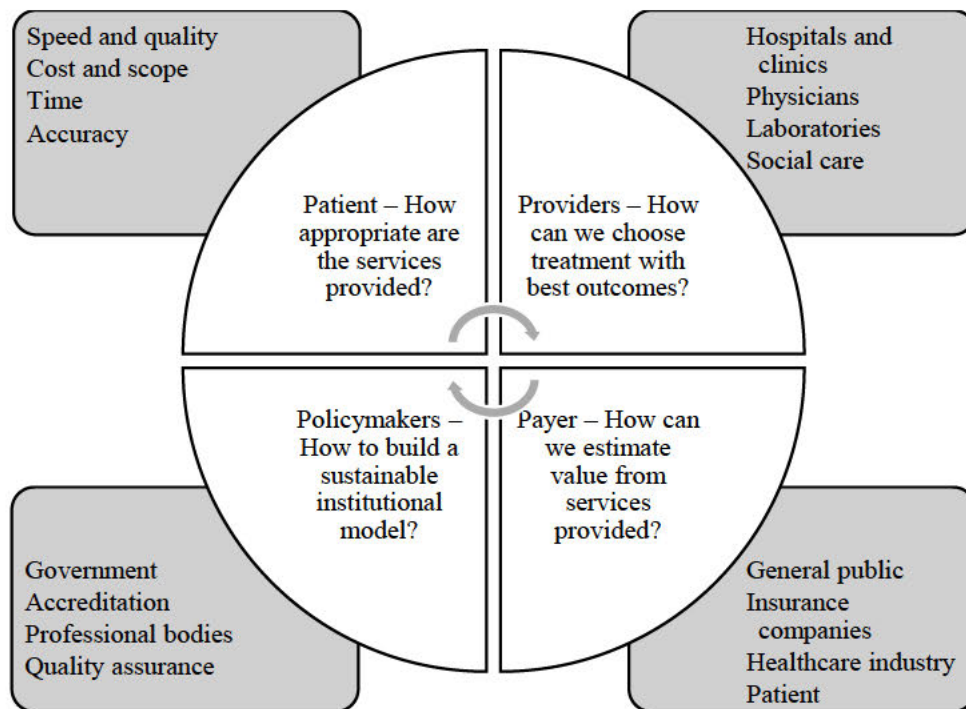 Speed and quality
Cost and scope
Time
Accuracy
Hospitals and
clinics
Physicians
Laboratories
Social care
Patient – How
appropriate are
the services
provided?
Providers – How
can we choose
treatment with
best outcomes?
Policymakers –
How to build a
sustainable
institutional
model?
Payer – How can
we estimate
value from
services
provided?
Government
Accreditation
Professional bodies
Quality assurance
General public
Insurance
companies
Healthcare industry
Patient